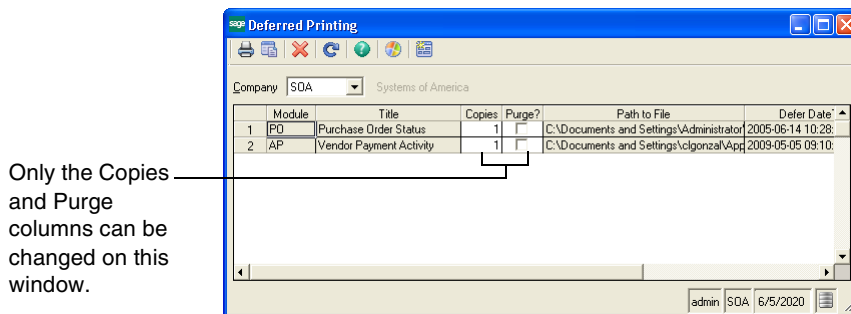 sage Deferred Printing
Company SOA Systems of America
Module Title Copies Purge? Path to File Defer Date
1 PO Purchase Order Status 1 C:\Documents and Settings\Administrator 2005-06-14 10:28:
2 AP Vendor Payment Activity 1 C:\Documents and Settings\clgonzal\App 2009-05-05 09:10:
Only the Copies
and Purge
columns can be
changed on this
window.
admin SOA 6/5/2020